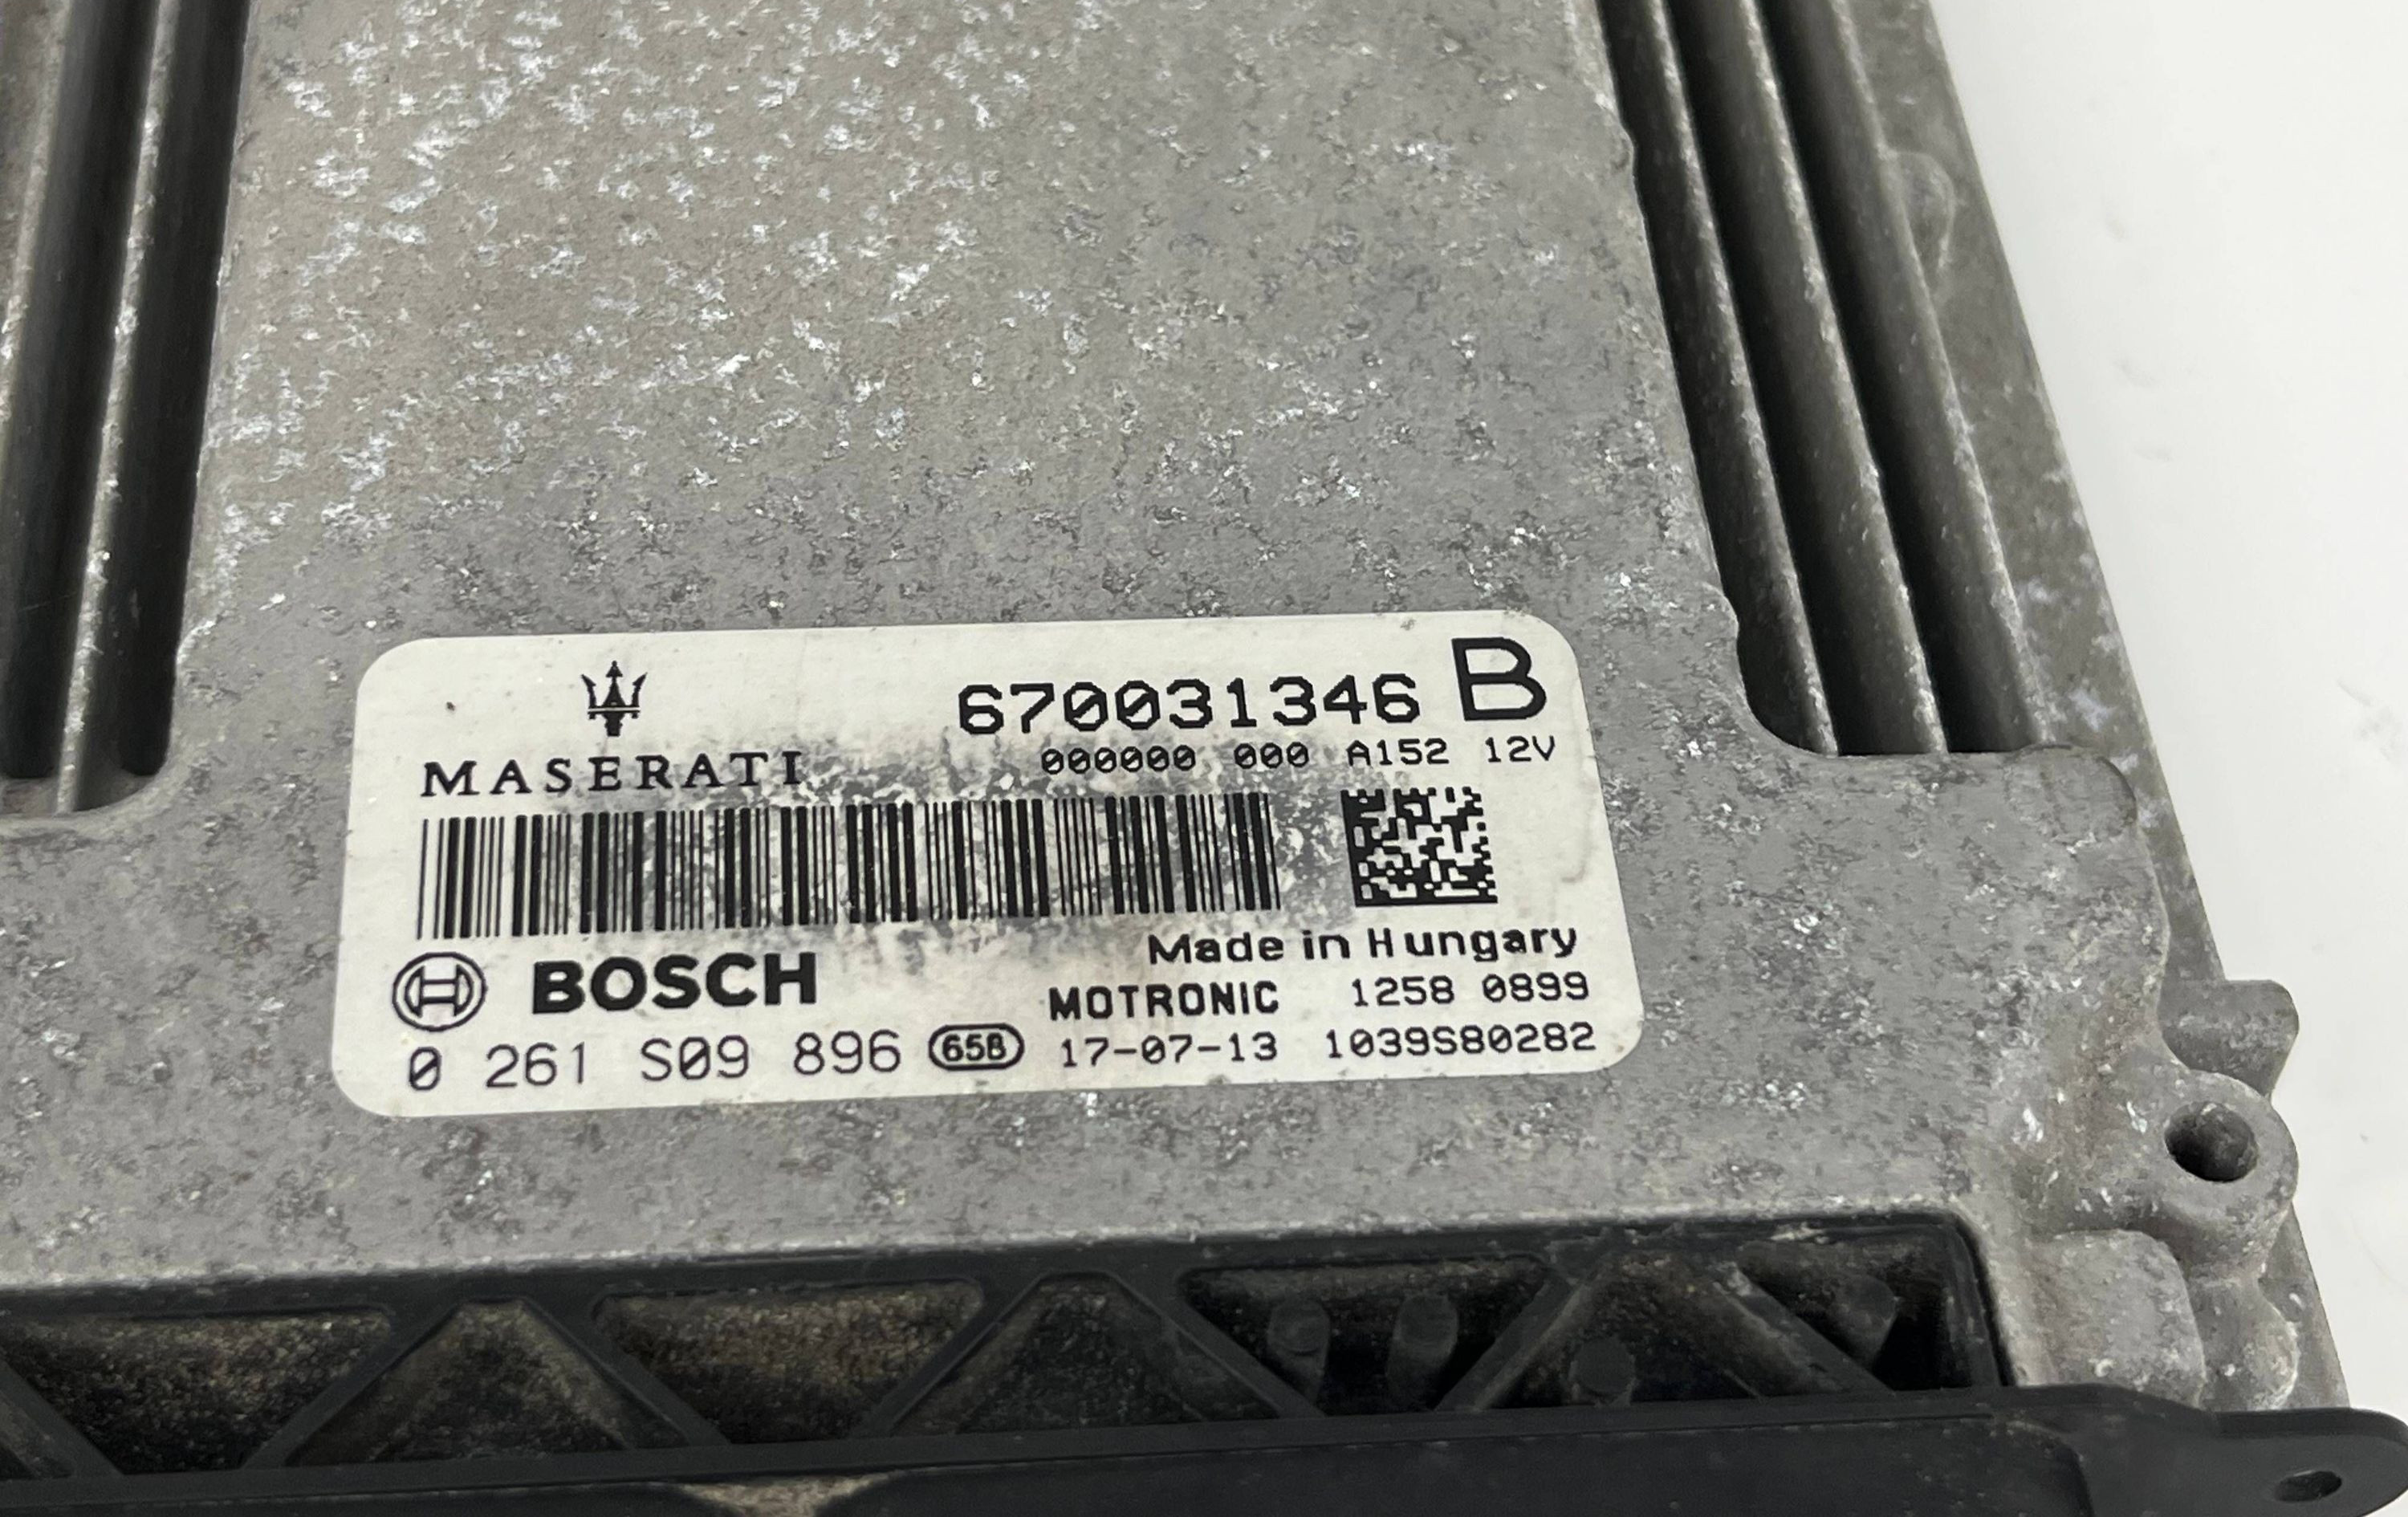 670031346 B
MASERATI 000000 000 A152 12V
Made in Hungary
BOSCH MOTRONIC 1258 0899
0 261 S09 896 65B 17-07-13 1039S80282